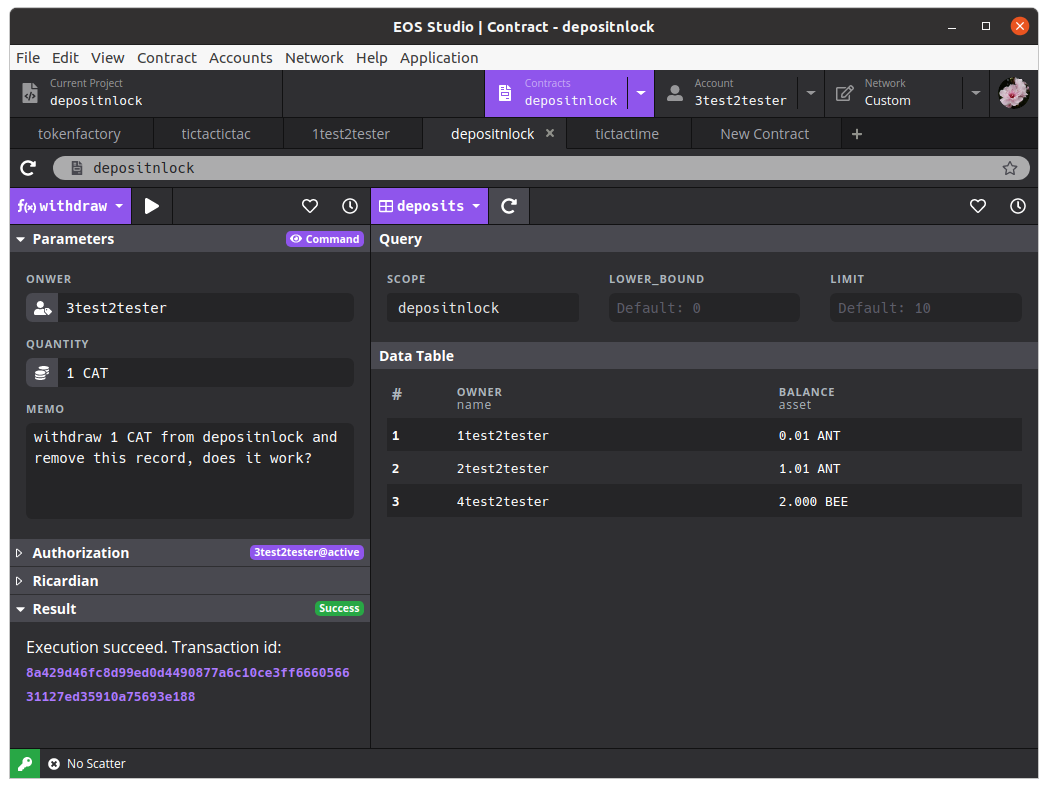 EOS Studio | Contract - depositnlock
File Edit View Contract Accounts Network Help Application
Current Project
depositnlock
Contracts
depositnlock
Account
3test2tester
Network
Custom
tokenfactory tictactictac 1test2tester depositnlock tictactime New Contract
depositnlock
f(x) withdraw
deposits
Parameters Command
ONWER
3test2tester
QUANTITY
1 CAT
MEMO
withdraw 1 CAT from depositnlock and
remove this record, does it work?
Authorization 3test2tester@active
Ricardian
Result Success
Execution succeed. Transaction id:
8a429d46fc8d99ed0d4490877a6c10ce3ff6660566
31127ed35910a75693e188
Query
SCOPE LOWER_BOUND LIMIT
depositnlock Default: 0 Default: 10
Data Table
# OWNER BALANCE
name asset
1 1test2tester 0.01 ANT
2 2test2tester 1.01 ANT
3 4test2tester 2.000 BEE
No Scatter